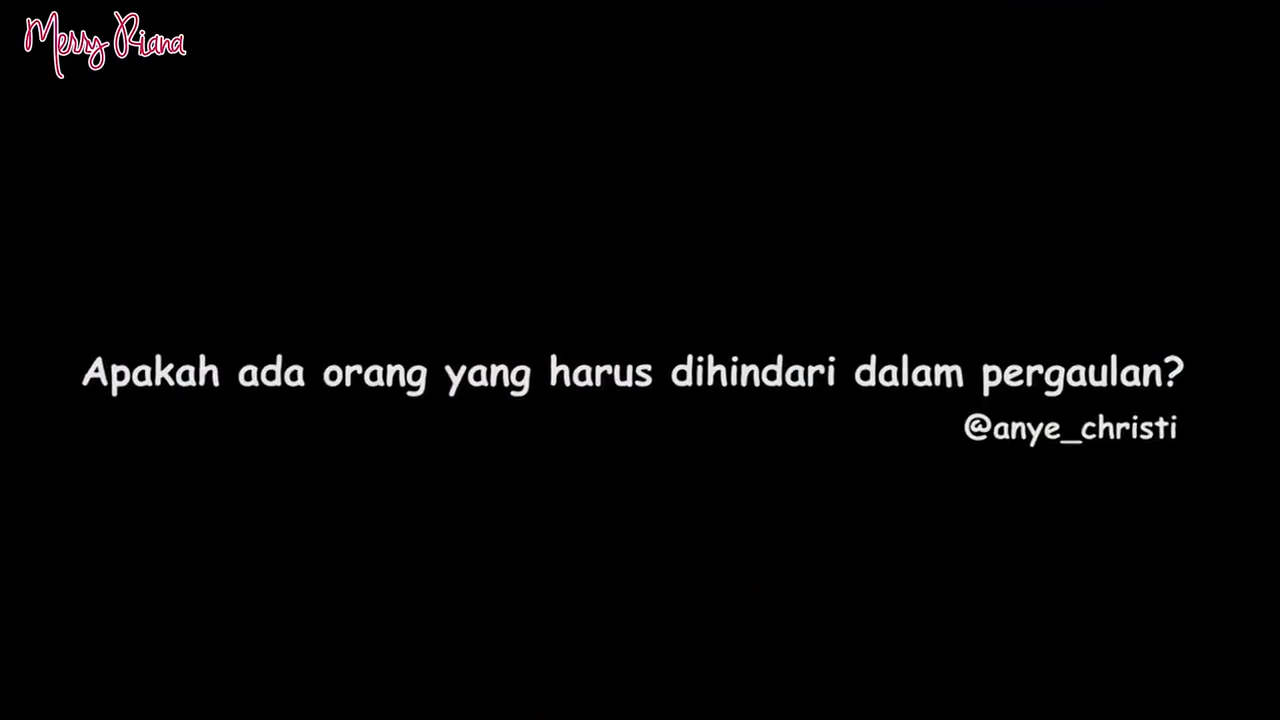 Merry Riana
Apakah ada orang yang harus dihindari dalam pergaulan?
@anye_christi